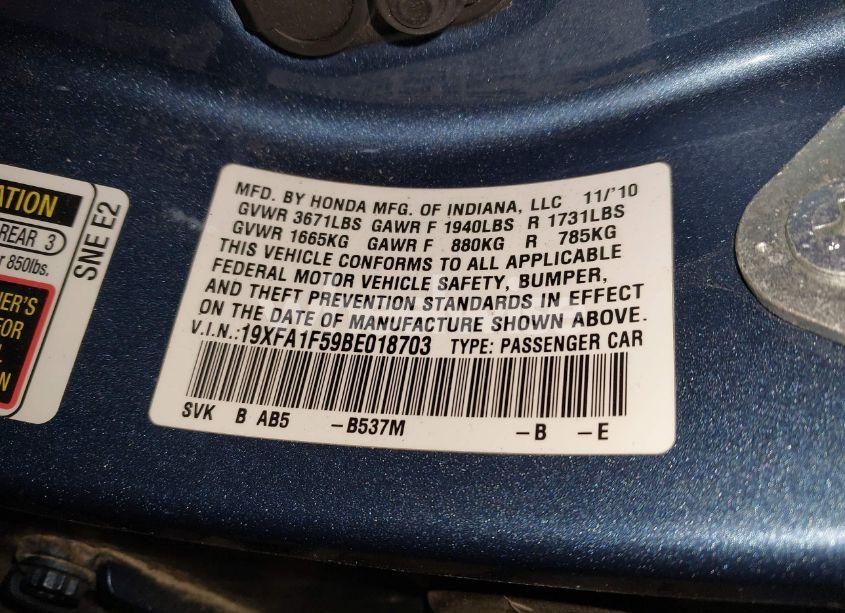 ATION
REAR 3
r 850lbs.
ER'S
FOR
N
SNE E2
MFD. BY HONDA MFG. OF INDIANA, LLC 11/'10
GVWR 3671LBS GAWR F 1940LBS R 1731LBS
GVWR 1665KG GAWR F 880KG R 785KG
THIS VEHICLE CONFORMS TO ALL APPLICABLE
FEDERAL MOTOR VEHICLE SAFETY, BUMPER,
AND THEFT PREVENTION STANDARDS IN EFFECT
ON THE DATE OF MANUFACTURE SHOWN ABOVE.
V.I.N.:19XFA1F59BE018703 TYPE: PASSENGER CAR
SVK B AB5 -B537M -B -E